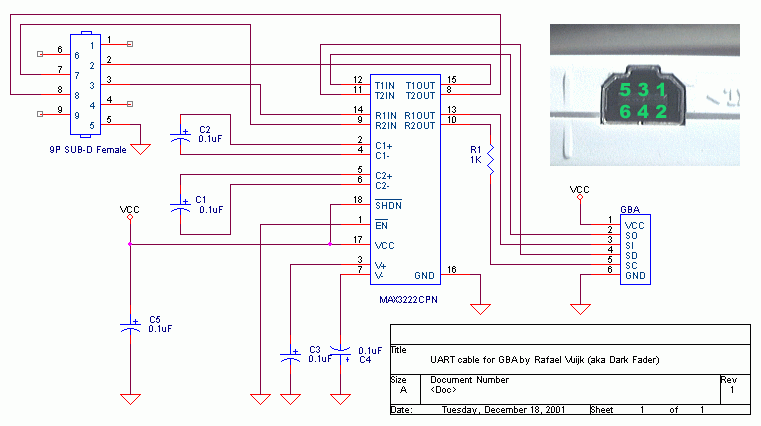 1
6
6
1
2
7
7
2
3
8
8
3
4
9
9
4
5
5
9P SUB-D Female
C2
0.1uF
C1
0.1uF
VCC
C5
0.1uF
C3
0.1uF
0.1uF
C4
12
11
14
9
2
4
5
6
18
1
17
3
7
T1IN
T2IN
R1IN
R2IN
C1+
C1-
C2+
C2-
SHDN
EN
VCC
V+
V-
T1OUT
T2OUT
R1OUT
R2OUT
GND
15
8
13
10
16
MAX3222CPN
R1
1K
5 3 1
6 4 2
VCC
GBA
1
2
3
4
5
6
VCC
SO
SI
SD
SC
GND
Title
UART cable for GBA by Rafael Vuijk (aka Dark Fader)
Size
A
Document Number
<Doc>
Rev
1
Date:
Tuesday, December 18, 2001
Sheet
1
of
1